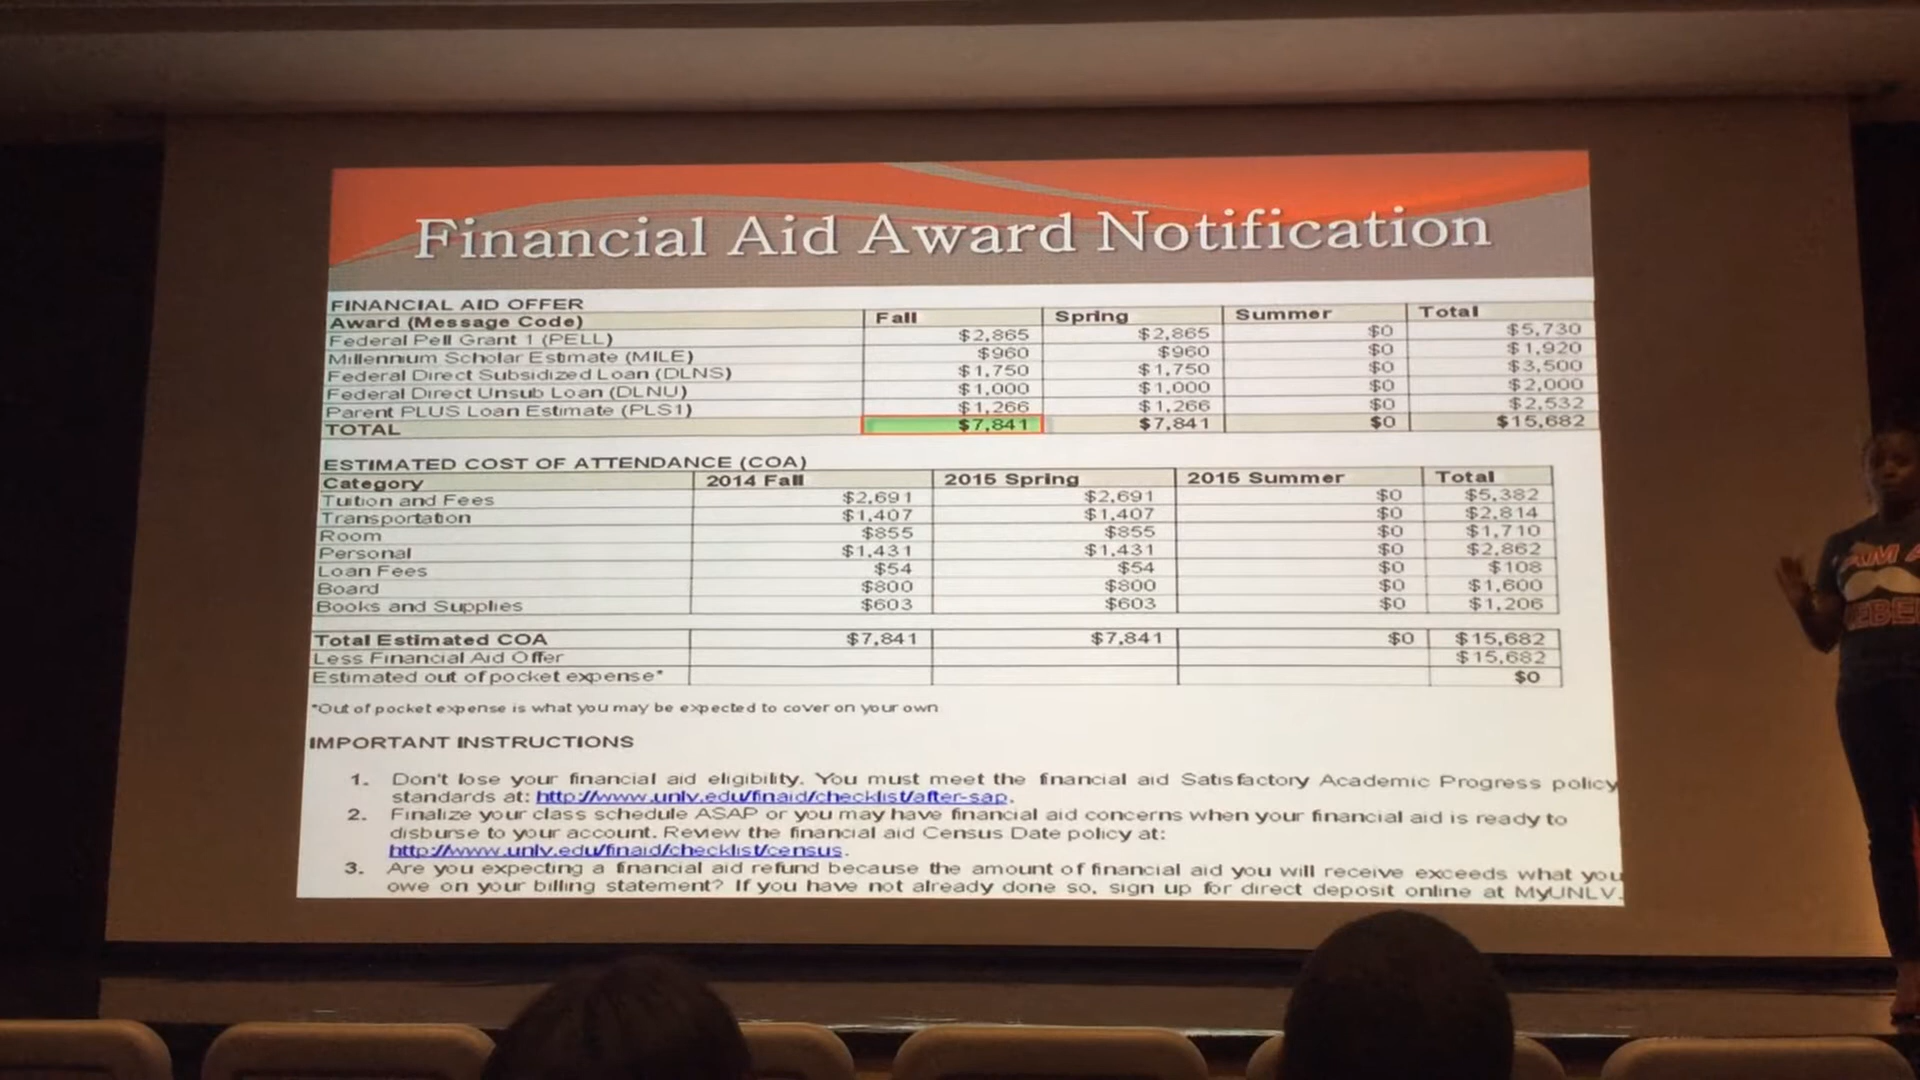 Financial Aid Award Notification
FINANCIAL AID OFFER
Award (Message Code) Fall Spring Summer Total
Federal Pell Grant 1 (PELL) $2,865 $2,865 $0 $5,730
Millennium Scholar Estimate (MILE) $960 $960 $0 $1,920
Federal Direct Subsidized Loan (DLNS) $1,750 $1,750 $0 $3,500
Federal Direct Unsub Loan (DLNU) $1,000 $1,000 $0 $2,000
Parent PLUS Loan Estimate (PLS1) $1,266 $1,266 $0 $2,532
TOTAL $7,841 $7,841 $0 $15,682
ESTIMATED COST OF ATTENDANCE (COA)
Category 2014 Fall 2015 Spring 2015 Summer Total
Tuition and Fees $2,691 $2,691 $0 $5,382
Transportation $1,407 $1,407 $0 $2,814
Room $855 $855 $0 $1,710
Personal $1,431 $1,431 $0 $2,862
Loan Fees $54 $54 $0 $108
Board $800 $800 $0 $1,600
Books and Supplies $603 $603 $0 $1,206
Total Estimated COA $7,841 $7,841 $0 $15,682
Less Financial Aid Offer $15,682
Estimated out of pocket expense* $0
*Out of pocket expense is what you may be expected to cover on your own
IMPORTANT INSTRUCTIONS
1. Don't lose your financial aid eligibility. You must meet the financial aid Satisfactory Academic Progress policy
standards at: http://www.unlv.edu/finaid/checklist/after-sap.
2. Finalize your class schedule ASAP or you may have financial aid concerns when your financial aid is ready to
disburse to your account. Review the financial aid Census Date policy at:
http://www.unlv.edu/finaid/checklist/census.
3. Are you expecting a financial aid refund because the amount of financial aid you will receive exceeds what you
owe on your billing statement? If you have not already done so, sign up for direct deposit online at MyUNLV.